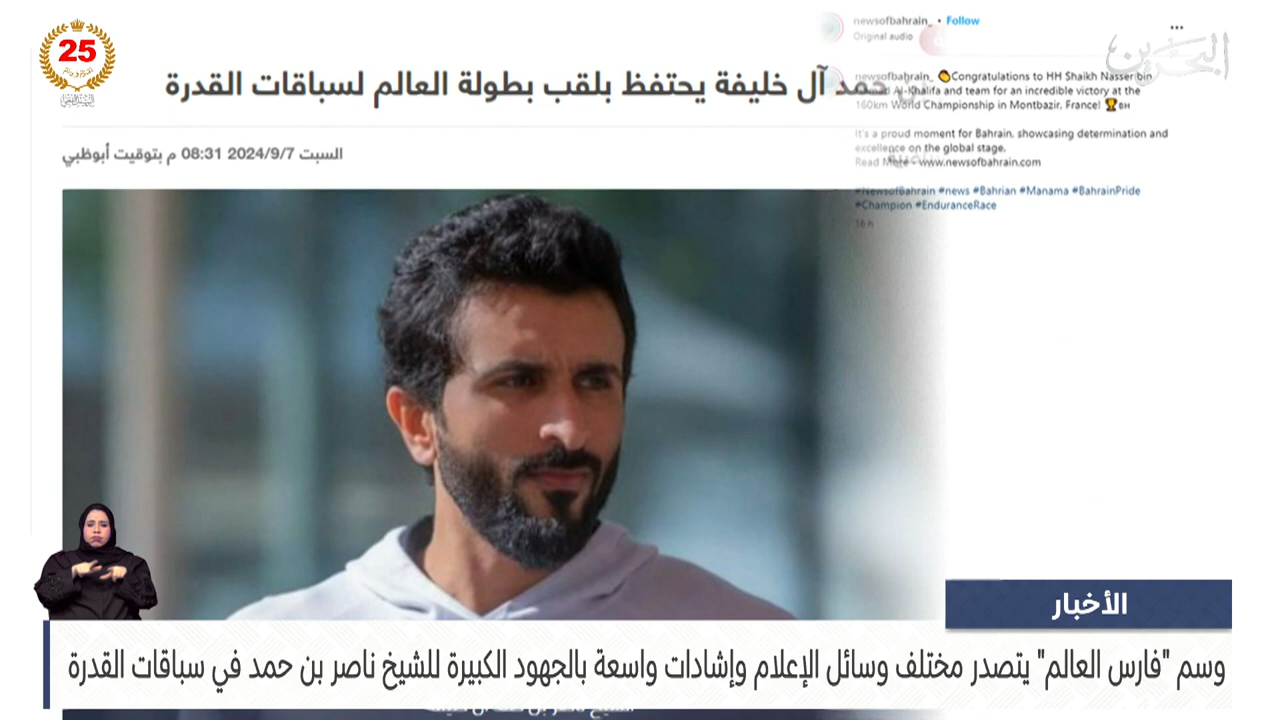 25
newsofbahrain_ • Follow
Original audio
البحرين
newsofbahrain_ Congratulations to HH Shaikh Nasser bin
Al-Khalifa and team for an incredible victory at the
160km World Championship in Montbazir, France! BH
حمد آل خليفة يحتفظ بلقب بطولة العالم لسباقات القدرة
It's a proud moment for Bahrain, showcasing determination and
excellence on the global stage.
Read More - www.newsofbahrain.com
السبت 2024/9/7 08:31 م بتوقيت أبوظبي
#NewsofBahrain #news #Bahrian #Manama #BahrainPride
#Champion #EnduranceRace
16 h
الأخبار
وسم "فارس العالم" يتصدر مختلف وسائل الإعلام وإشادات واسعة بالجهود الكبيرة للشيخ ناصر بن حمد في سباقات القدرة